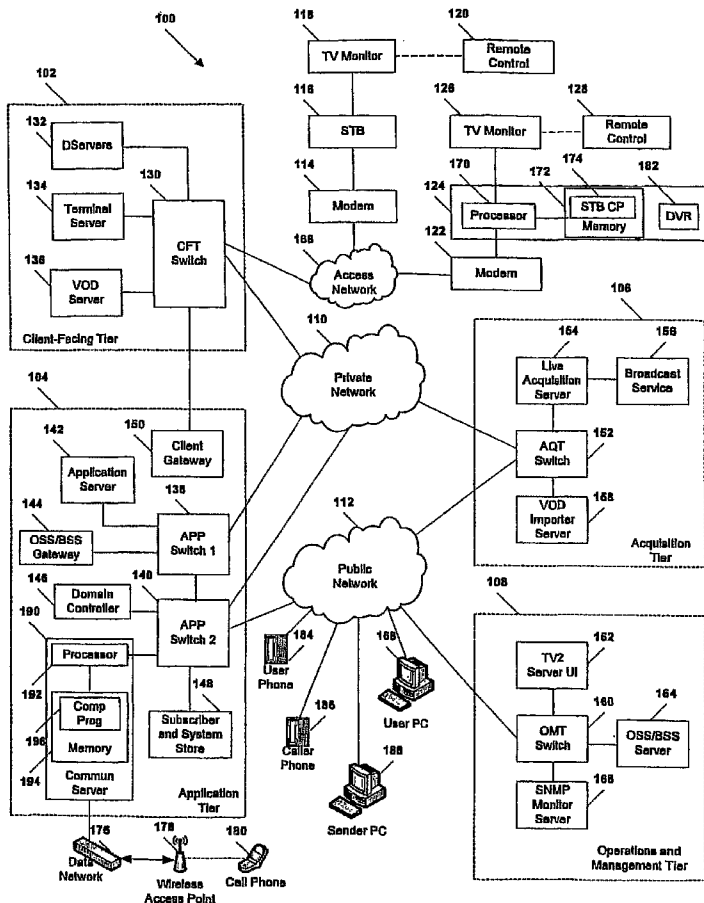 100
118
TV Monitor
120
Remote
Control
102
132
DServers
130
134
Terminal
Server
136
VOD
Server
CFT
Switch
Client-Facing Tier
116
STB
114
Modem
126
TV Monitor
128
Remote
Control
170
172
174
182
124
Processor
STB CP
Memory
DVR
122
Modem
Access
Network
110
Private
Network
106
154
Live
Acquisition
Server
156
Broadcast
Service
152
AQT
Switch
158
VOD
Importer
Server
Acquisition
Tier
104
142
150
Client
Gateway
Application
Server
138
144
OSS/BSS
Gateway
APP
Switch 1
146
140
Domain
Controller
APP
Switch 2
190
Processor
192
148
Comp
Prog
196
Memory
194
Subscriber
and System
Store
Commun
Server
Application
Tier
112
Public
Network
184
User
Phone
168
User PC
186
Caller
Phone
188
Sender PC
108
162
TV2
Server UI
160
164
OMT
Switch
OSS/BSS
Server
SNMP
Monitor
Server
Operations and
Management Tier
176
Data
Network
178
Wireless
Access Point
180
Cell Phone